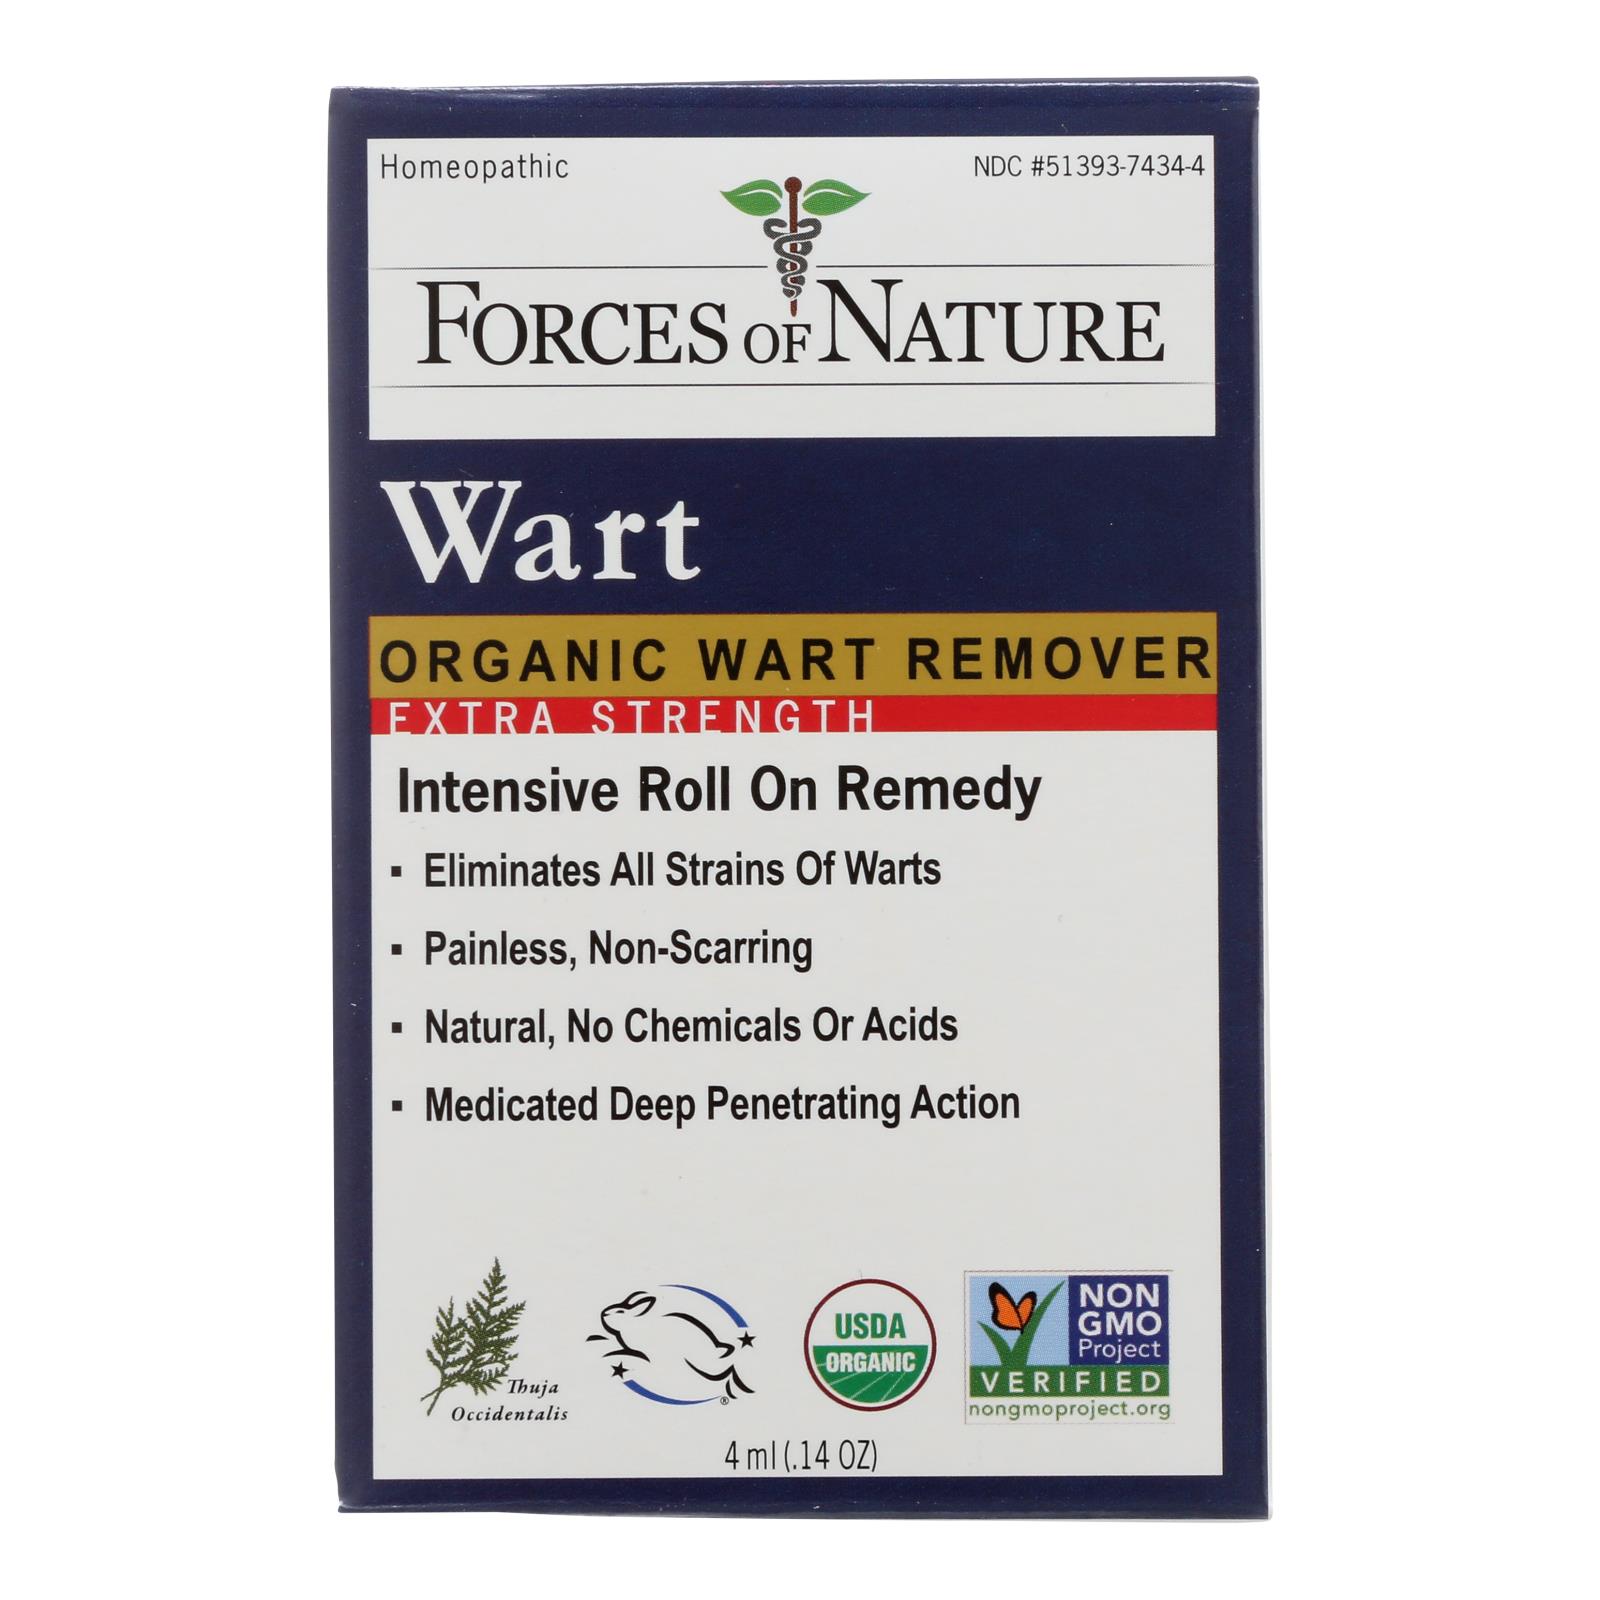 Homeopathic NDC #51393-7434-4
FORCES OF NATURE
Wart
ORGANIC WART REMOVER
EXTRA STRENGTH
Intensive Roll On Remedy
▪ Eliminates All Strains Of Warts
▪ Painless, Non-Scarring
▪ Natural, No Chemicals Or Acids
▪ Medicated Deep Penetrating Action
Thuja
Occidentalis
®
USDA
ORGANIC
NON
GMO
Project
VERIFIED
nongmoproject.org
4 ml (.14 OZ)